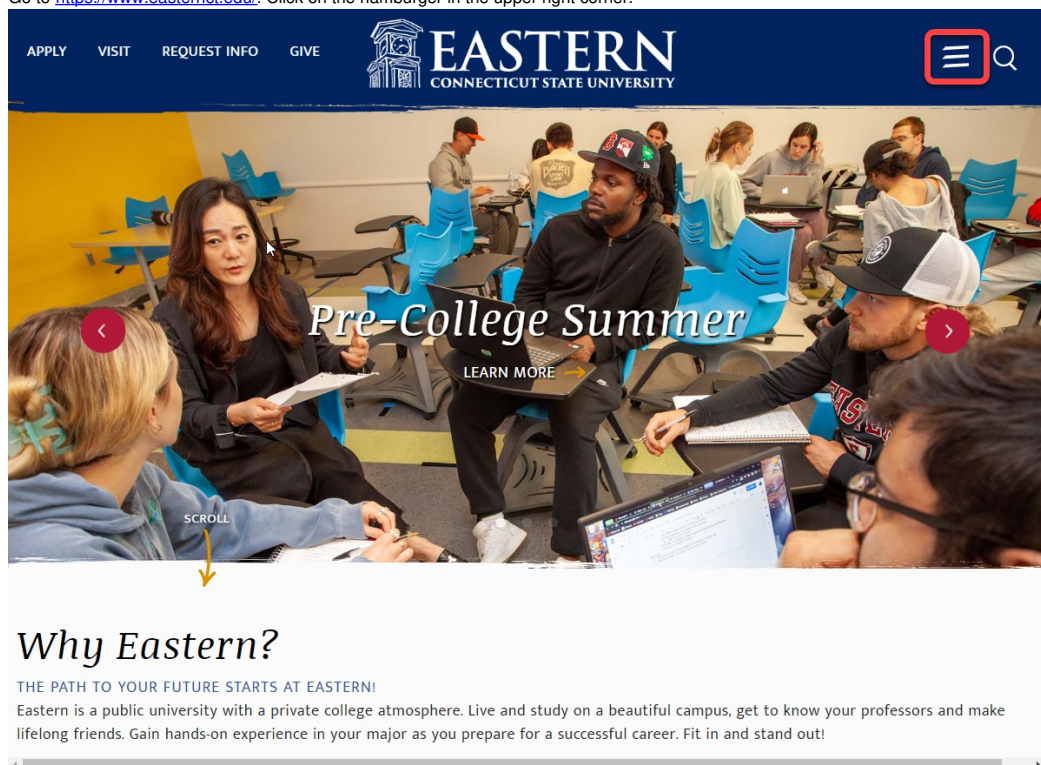 Go to https://www.easternct.edu/. Click on the hamburger in the upper right corner.
APPLY VISIT REQUEST INFO GIVE
EASTERN
CONNECTICUT STATE UNIVERSITY
Pre-College Summer
LEARN MORE
SCROLL
Why Eastern?
THE PATH TO YOUR FUTURE STARTS AT EASTERN!
Eastern is a public university with a private college atmosphere. Live and study on a beautiful campus, get to know your professors and make
lifelong friends. Gain hands-on experience in your major as you prepare for a successful career. Fit in and stand out!